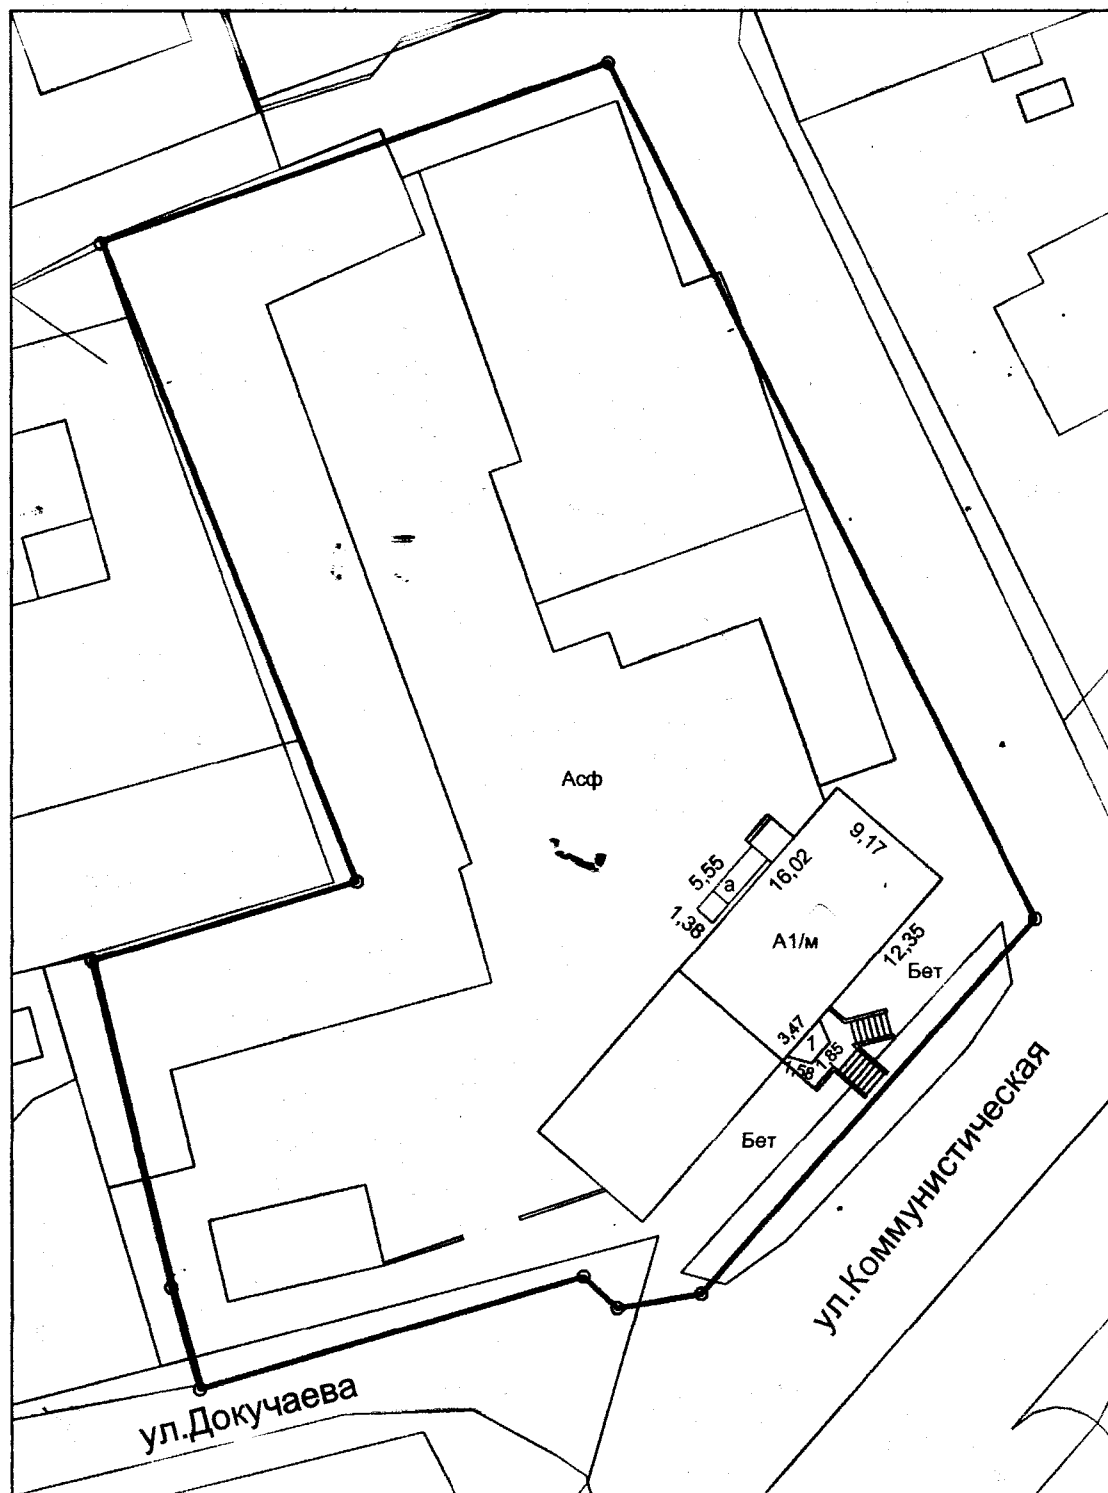 Асф
9,17
5,55
16,02
а
1,38
А1/м
12,35
Бет
3,47
1
1,85
1,58
Бет
ул.Коммунистическая
ул.Докучаева